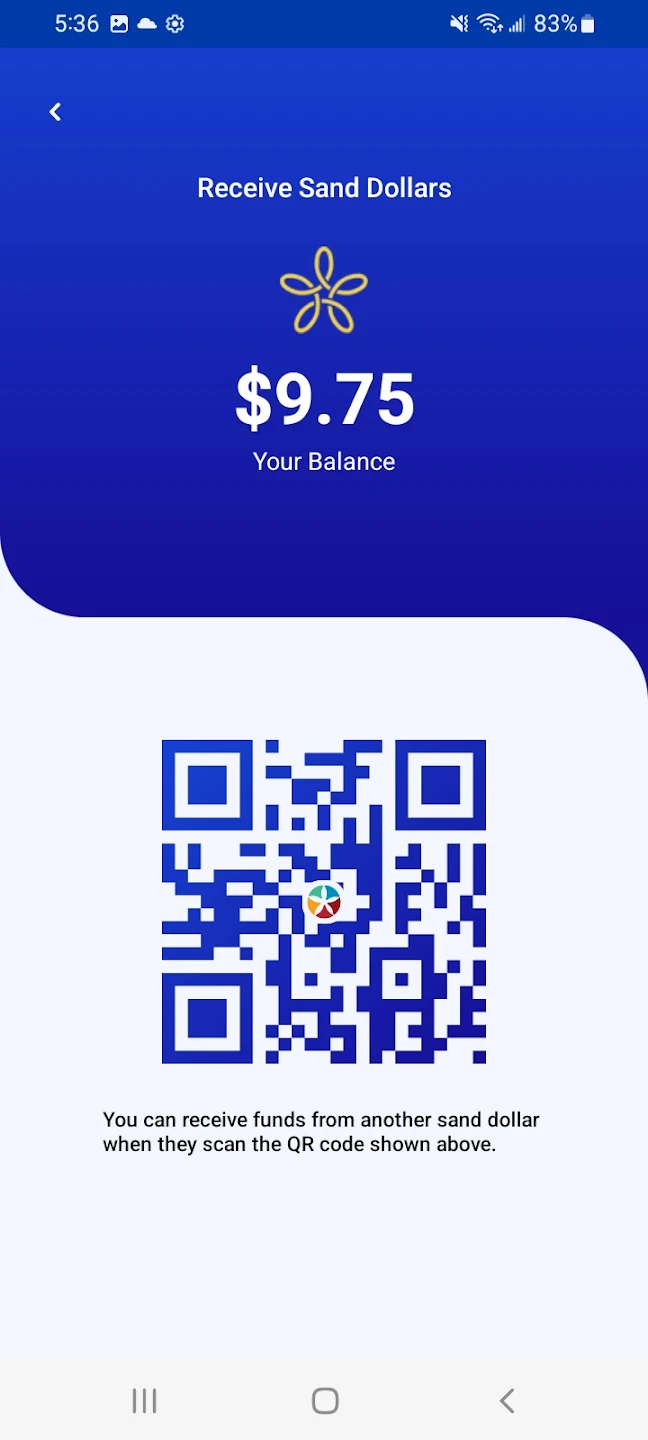 5:36 83%
Receive Sand Dollars
$9.75
Your Balance
You can receive funds from another sand dollar
when they scan the QR code shown above.